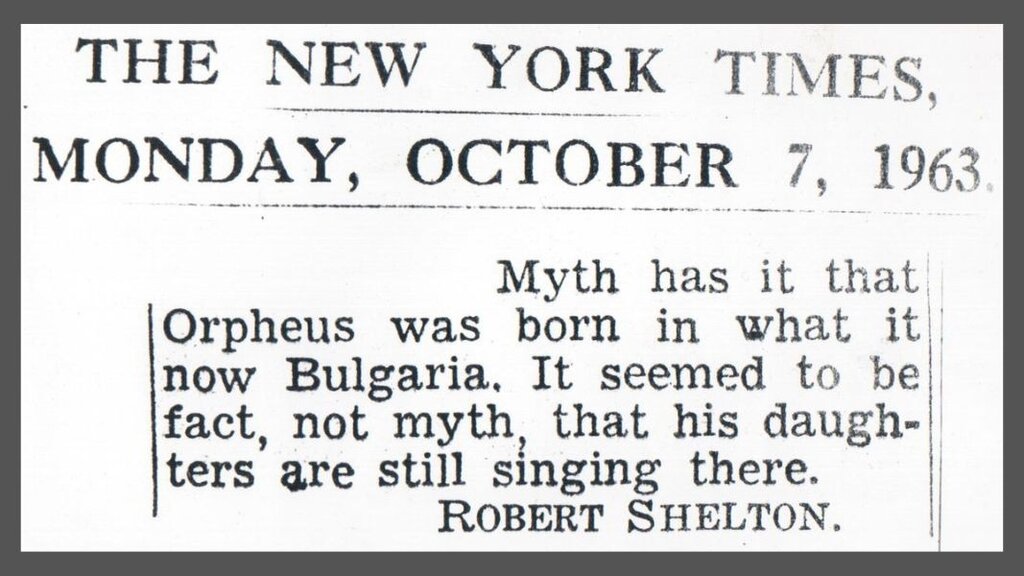 THE NEW YORK TIMES,
MONDAY, OCTOBER 7, 1963.
Myth has it that
Orpheus was born in what it
now Bulgaria. It seemed to be
fact, not myth, that his daugh-
ters are still singing there.
ROBERT SHELTON.